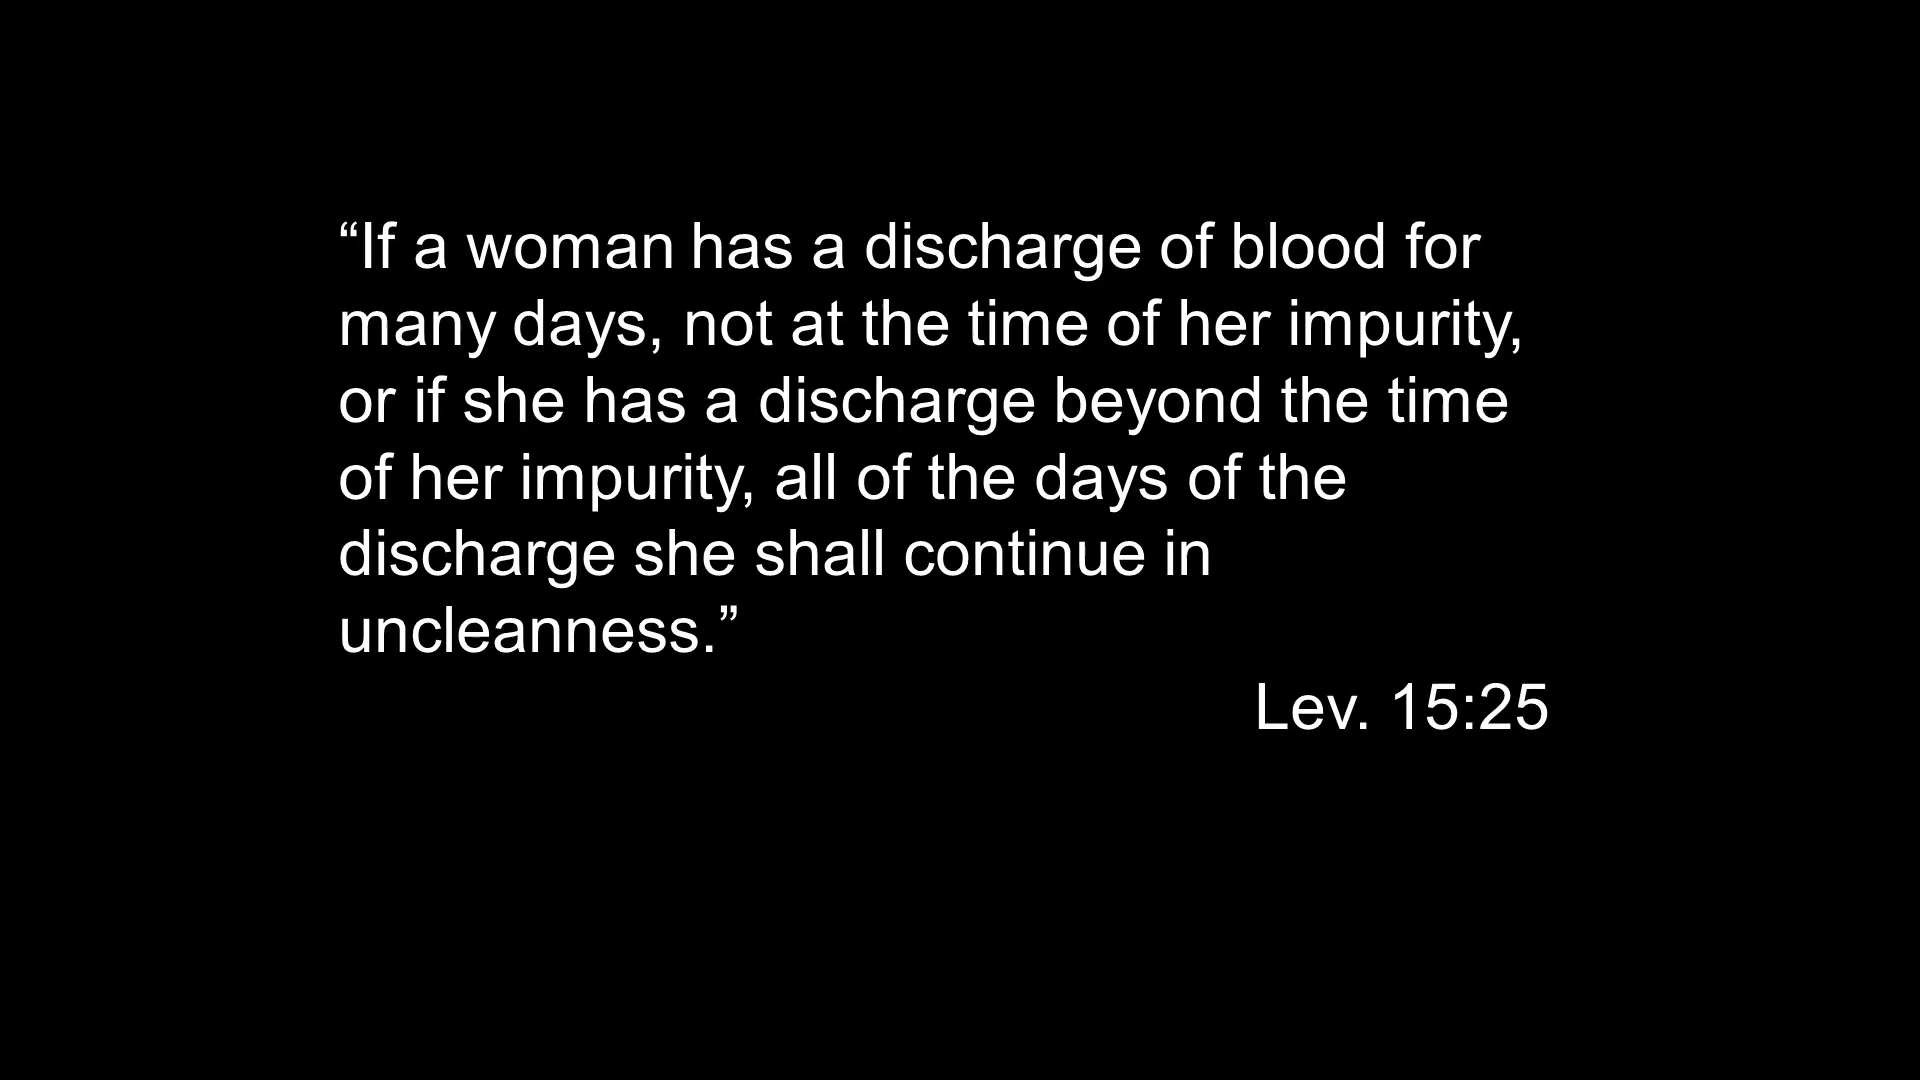 “If a woman has a discharge of blood for
many days, not at the time of her impurity,
or if she has a discharge beyond the time
of her impurity, all of the days of the
discharge she shall continue in
uncleanness.”
Lev. 15:25